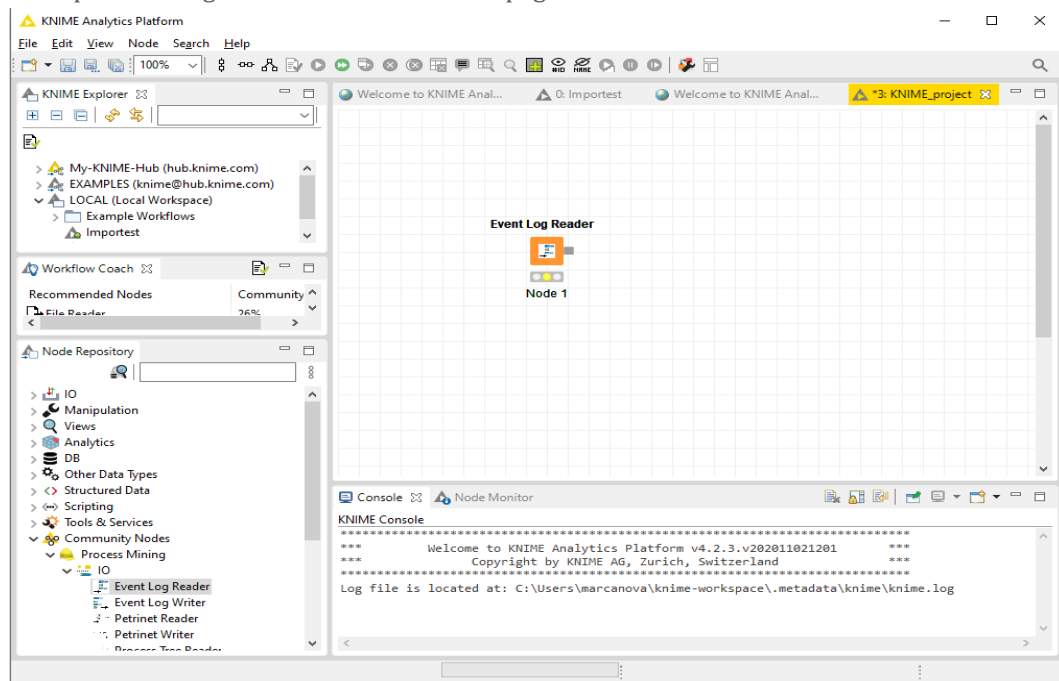 KNIME Analytics Platform
File Edit View Node Search Help
100%
KNIME Explorer
My-KNIME-Hub (hub.knime.com)
EXAMPLES (knime@hub.knime.com)
LOCAL (Local Workspace)
Example Workflows
Importest
Workflow Coach
Recommended Nodes Community
File Reader 26%
Node Repository
IO
Manipulation
Views
Analytics
DB
Other Data Types
Structured Data
Scripting
Tools & Services
Community Nodes
Process Mining
IO
Event Log Reader
Event Log Writer
Petrinet Reader
Petrinet Writer
Process Tree Reader
Welcome to KNIME Anal... 0: Importest Welcome to KNIME Anal... *3: KNIME_project
Event Log Reader
Node 1
Console Node Monitor
KNIME Console
*** Welcome to KNIME Analytics Platform v4.2.3.v202011021201 ***
*** Copyright by KNIME AG, Zurich, Switzerland ***
Log file is located at: C:\Users\marcanova\knime-workspace\.metadata\knime\knime.log